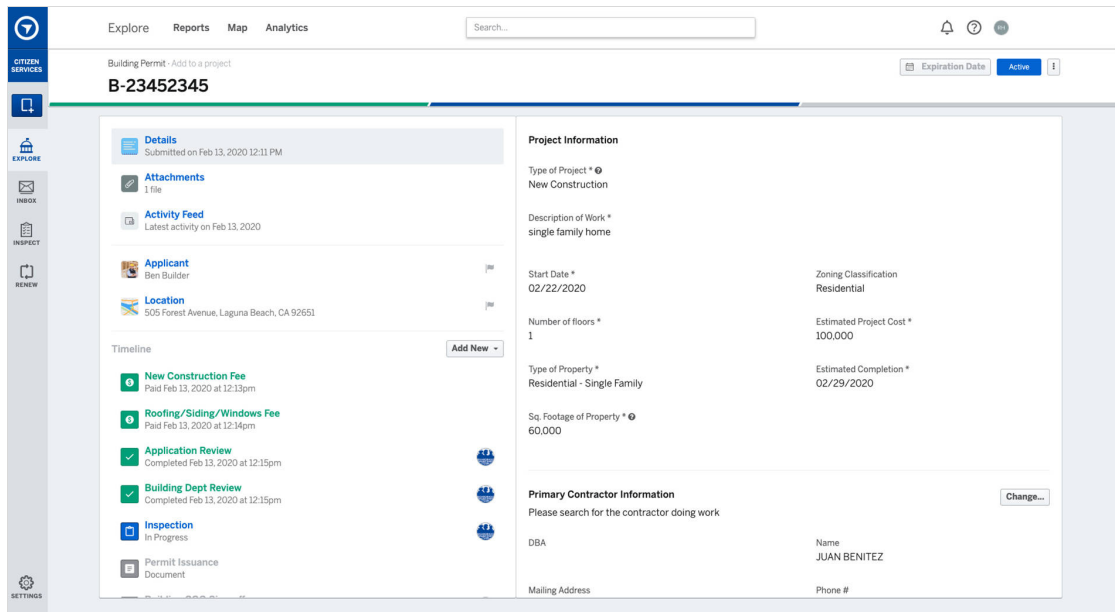 Explore Reports Map Analytics
Search...
CITIZEN
SERVICES
EXPLORE
INBOX
INSPECT
RENEW
SETTINGS
Building Permit · Add to a project
B-23452345
Expiration Date
Active
Details
Submitted on Feb 13, 2020 12:11 PM
Attachments
1 file
Activity Feed
Latest activity on Feb 13, 2020
Applicant
Ben Builder
Location
505 Forest Avenue, Laguna Beach, CA 92651
Timeline
Add New
New Construction Fee
Paid Feb 13, 2020 at 12:13pm
Roofing/Siding/Windows Fee
Paid Feb 13, 2020 at 12:14pm
Application Review
Completed Feb 13, 2020 at 12:15pm
Building Dept Review
Completed Feb 13, 2020 at 12:15pm
Inspection
In Progress
Permit Issuance
Document
Project Information
Type of Project *
New Construction
Description of Work *
single family home
Start Date *
02/22/2020
Zoning Classification
Residential
Number of floors *
1
Estimated Project Cost *
100,000
Type of Property *
Residential - Single Family
Estimated Completion *
02/29/2020
Sq. Footage of Property *
60,000
Primary Contractor Information
Change...
Please search for the contractor doing work
DBA
Name
JUAN BENITEZ
Mailing Address
Phone #